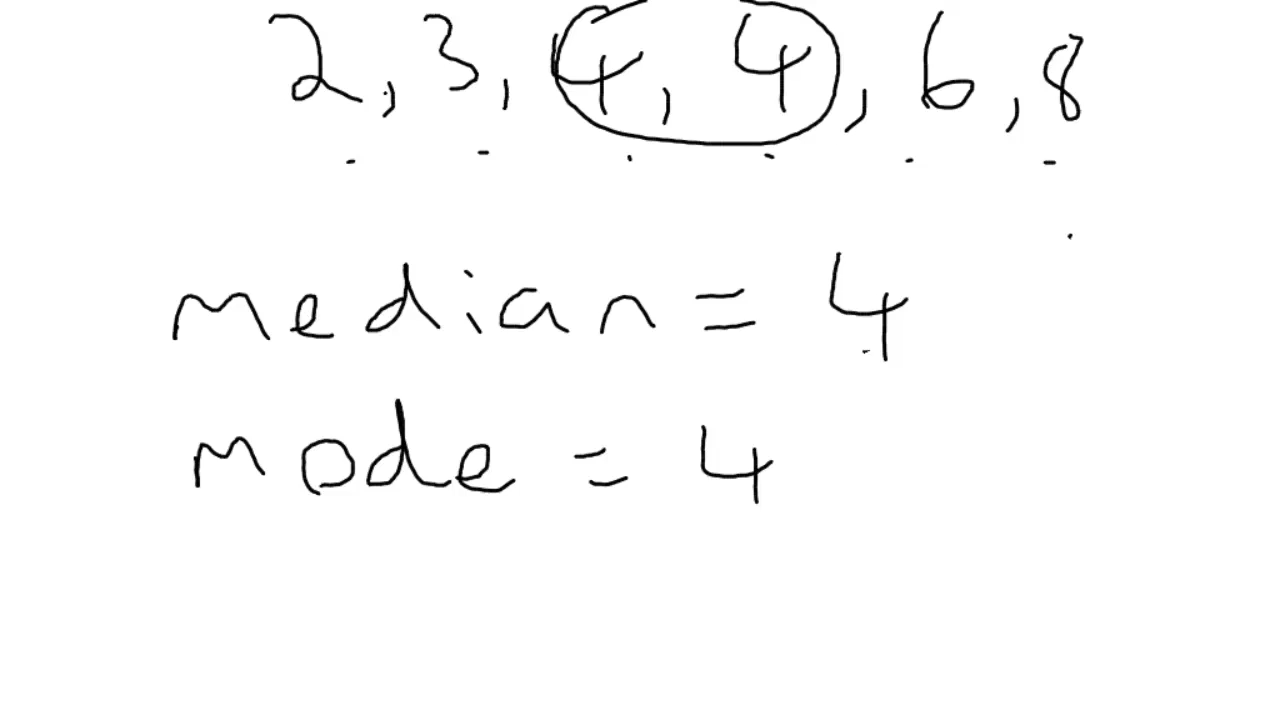 2, 3, 4, 4, 6, 8
median = 4
mode = 4